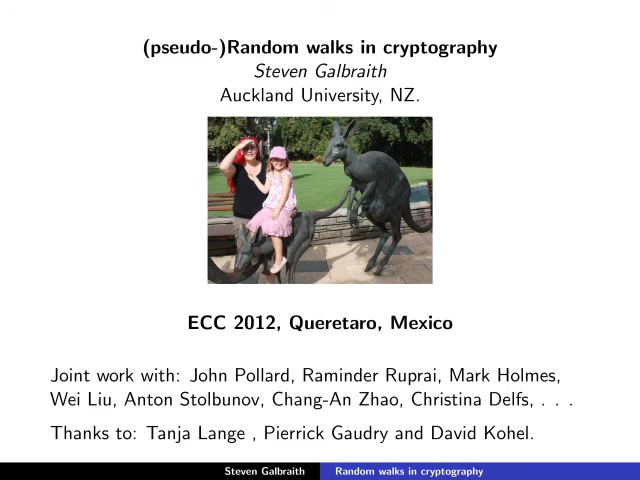 (pseudo-)Random walks in cryptography
Steven Galbraith
Auckland University, NZ.
ECC 2012, Queretaro, Mexico
Joint work with: John Pollard, Raminder Ruprai, Mark Holmes,
Wei Liu, Anton Stolbunov, Chang-An Zhao, Christina Delfs, . . .
Thanks to: Tanja Lange , Pierrick Gaudry and David Kohel.
Steven Galbraith Random walks in cryptography